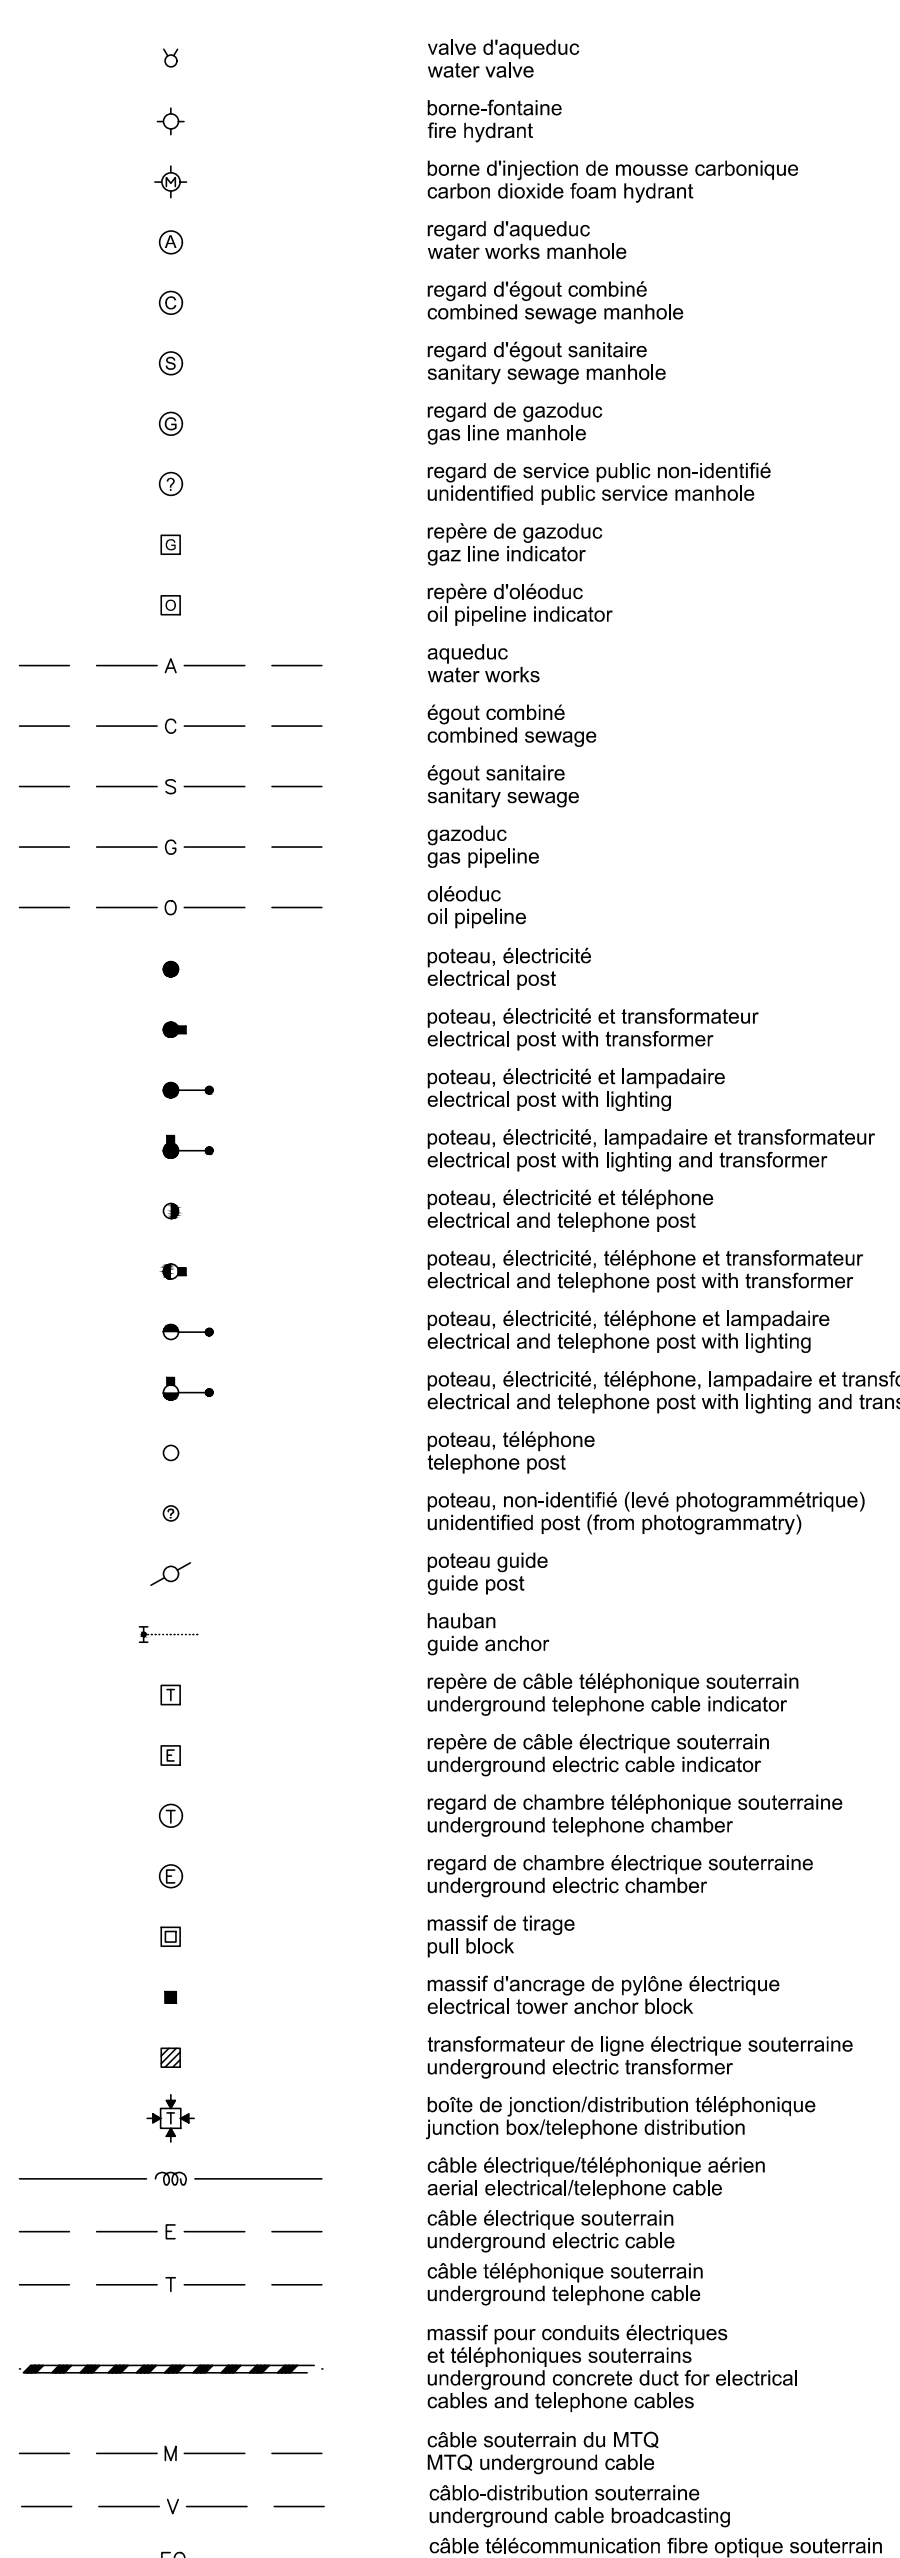 valve d'aqueduc
water valve
borne-fontaine
fire hydrant
M
borne d'injection de mousse carbonique
carbon dioxide foam hydrant
A
regard d'aqueduc
water works manhole
C
regard d'égout combiné
combined sewage manhole
S
regard d'égout sanitaire
sanitary sewage manhole
G
regard de gazoduc
gas line manhole
?
regard de service public non-identifié
unidentified public service manhole
G
repère de gazoduc
gaz line indicator
O
repère d'oléoduc
oil pipeline indicator
A
aqueduc
water works
C
égout combiné
combined sewage
S
égout sanitaire
sanitary sewage
G
gazoduc
gas pipeline
O
oléoduc
oil pipeline
poteau, électricité
electrical post
poteau, électricité et transformateur
electrical post with transformer
poteau, électricité et lampadaire
electrical post with lighting
poteau, électricité, lampadaire et transformateur
electrical post with lighting and transformer
poteau, électricité et téléphone
electrical and telephone post
poteau, électricité, téléphone et transformateur
electrical and telephone post with transformer
poteau, électricité, téléphone et lampadaire
electrical and telephone post with lighting
poteau, électricité, téléphone, lampadaire et
electrical and telephone post with lighting and
poteau, téléphone
telephone post
?
poteau, non-identifié (levé photogrammétrique)
unidentified post (from photogrammatry)
poteau guide
guide post
hauban
guide anchor
T
repère de câble téléphonique souterrain
underground telephone cable indicator
E
repère de câble électrique souterrain
underground electric cable indicator
T
regard de chambre téléphonique souterraine
underground telephone chamber
E
regard de chambre électrique souterraine
underground electric chamber
massif de tirage
pull block
massif d'ancrage de pylône électrique
electrical tower anchor block
transformateur de ligne électrique souterraine
underground electric transformer
T
boîte de jonction/distribution téléphonique
junction box/telephone distribution
câble électrique/téléphonique aérien
aerial electrical/telephone cable
E
câble électrique souterrain
underground electric cable
T
câble téléphonique souterrain
underground telephone cable
massif pour conduits électriques
et téléphoniques souterrains
underground concrete duct for electrical
cables and telephone cables
M
câble souterrain du MTQ
MTQ underground cable
V
câblo-distribution souterraine
underground cable broadcasting
câble télécommunication fibre optique souterrain